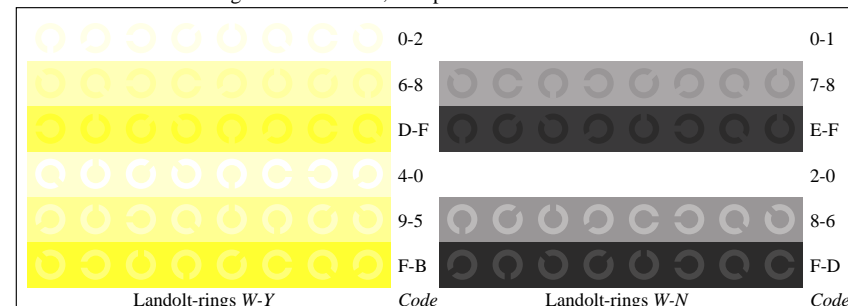 0-2 0-1
6-8 7-8
D-F E-F
4-0 2-0
9-5 8-6
F-B F-D
Landolt-rings W-Y Code Landolt-rings W-N Code